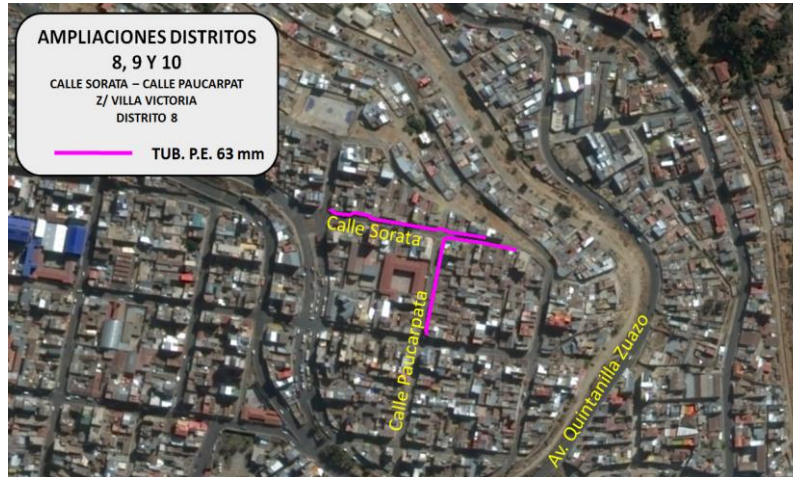 AMPLIACIONES DISTRITOS
8, 9 Y 10
CALLE SORATA – CALLE PAUCARPAT
Z/ VILLA VICTORIA
DISTRITO 8
TUB. P.E. 63 mm
Calle Sorata
Calle Paucarpata
Av. Quintanilla Zuazo